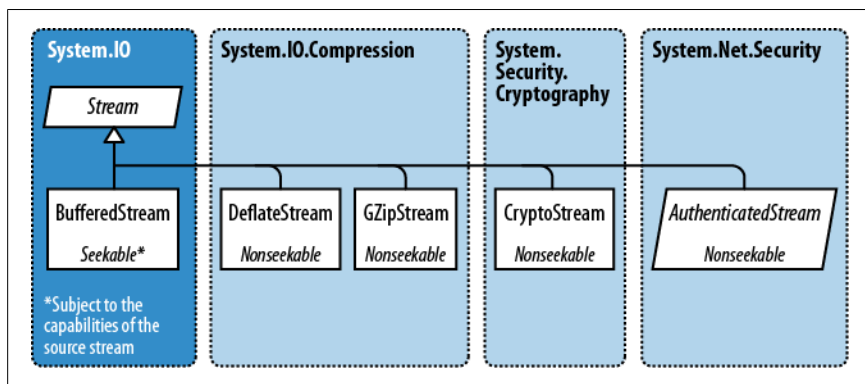 System.IO
Stream
BufferedStream
Seekable*
*Subject to the
capabilities of the
source stream
System.IO.Compression
DeflateStream
Nonseekable
GZipStream
Nonseekable
System.
Security.
Cryptography
CryptoStream
Nonseekable
System.Net.Security
AuthenticatedStream
Nonseekable